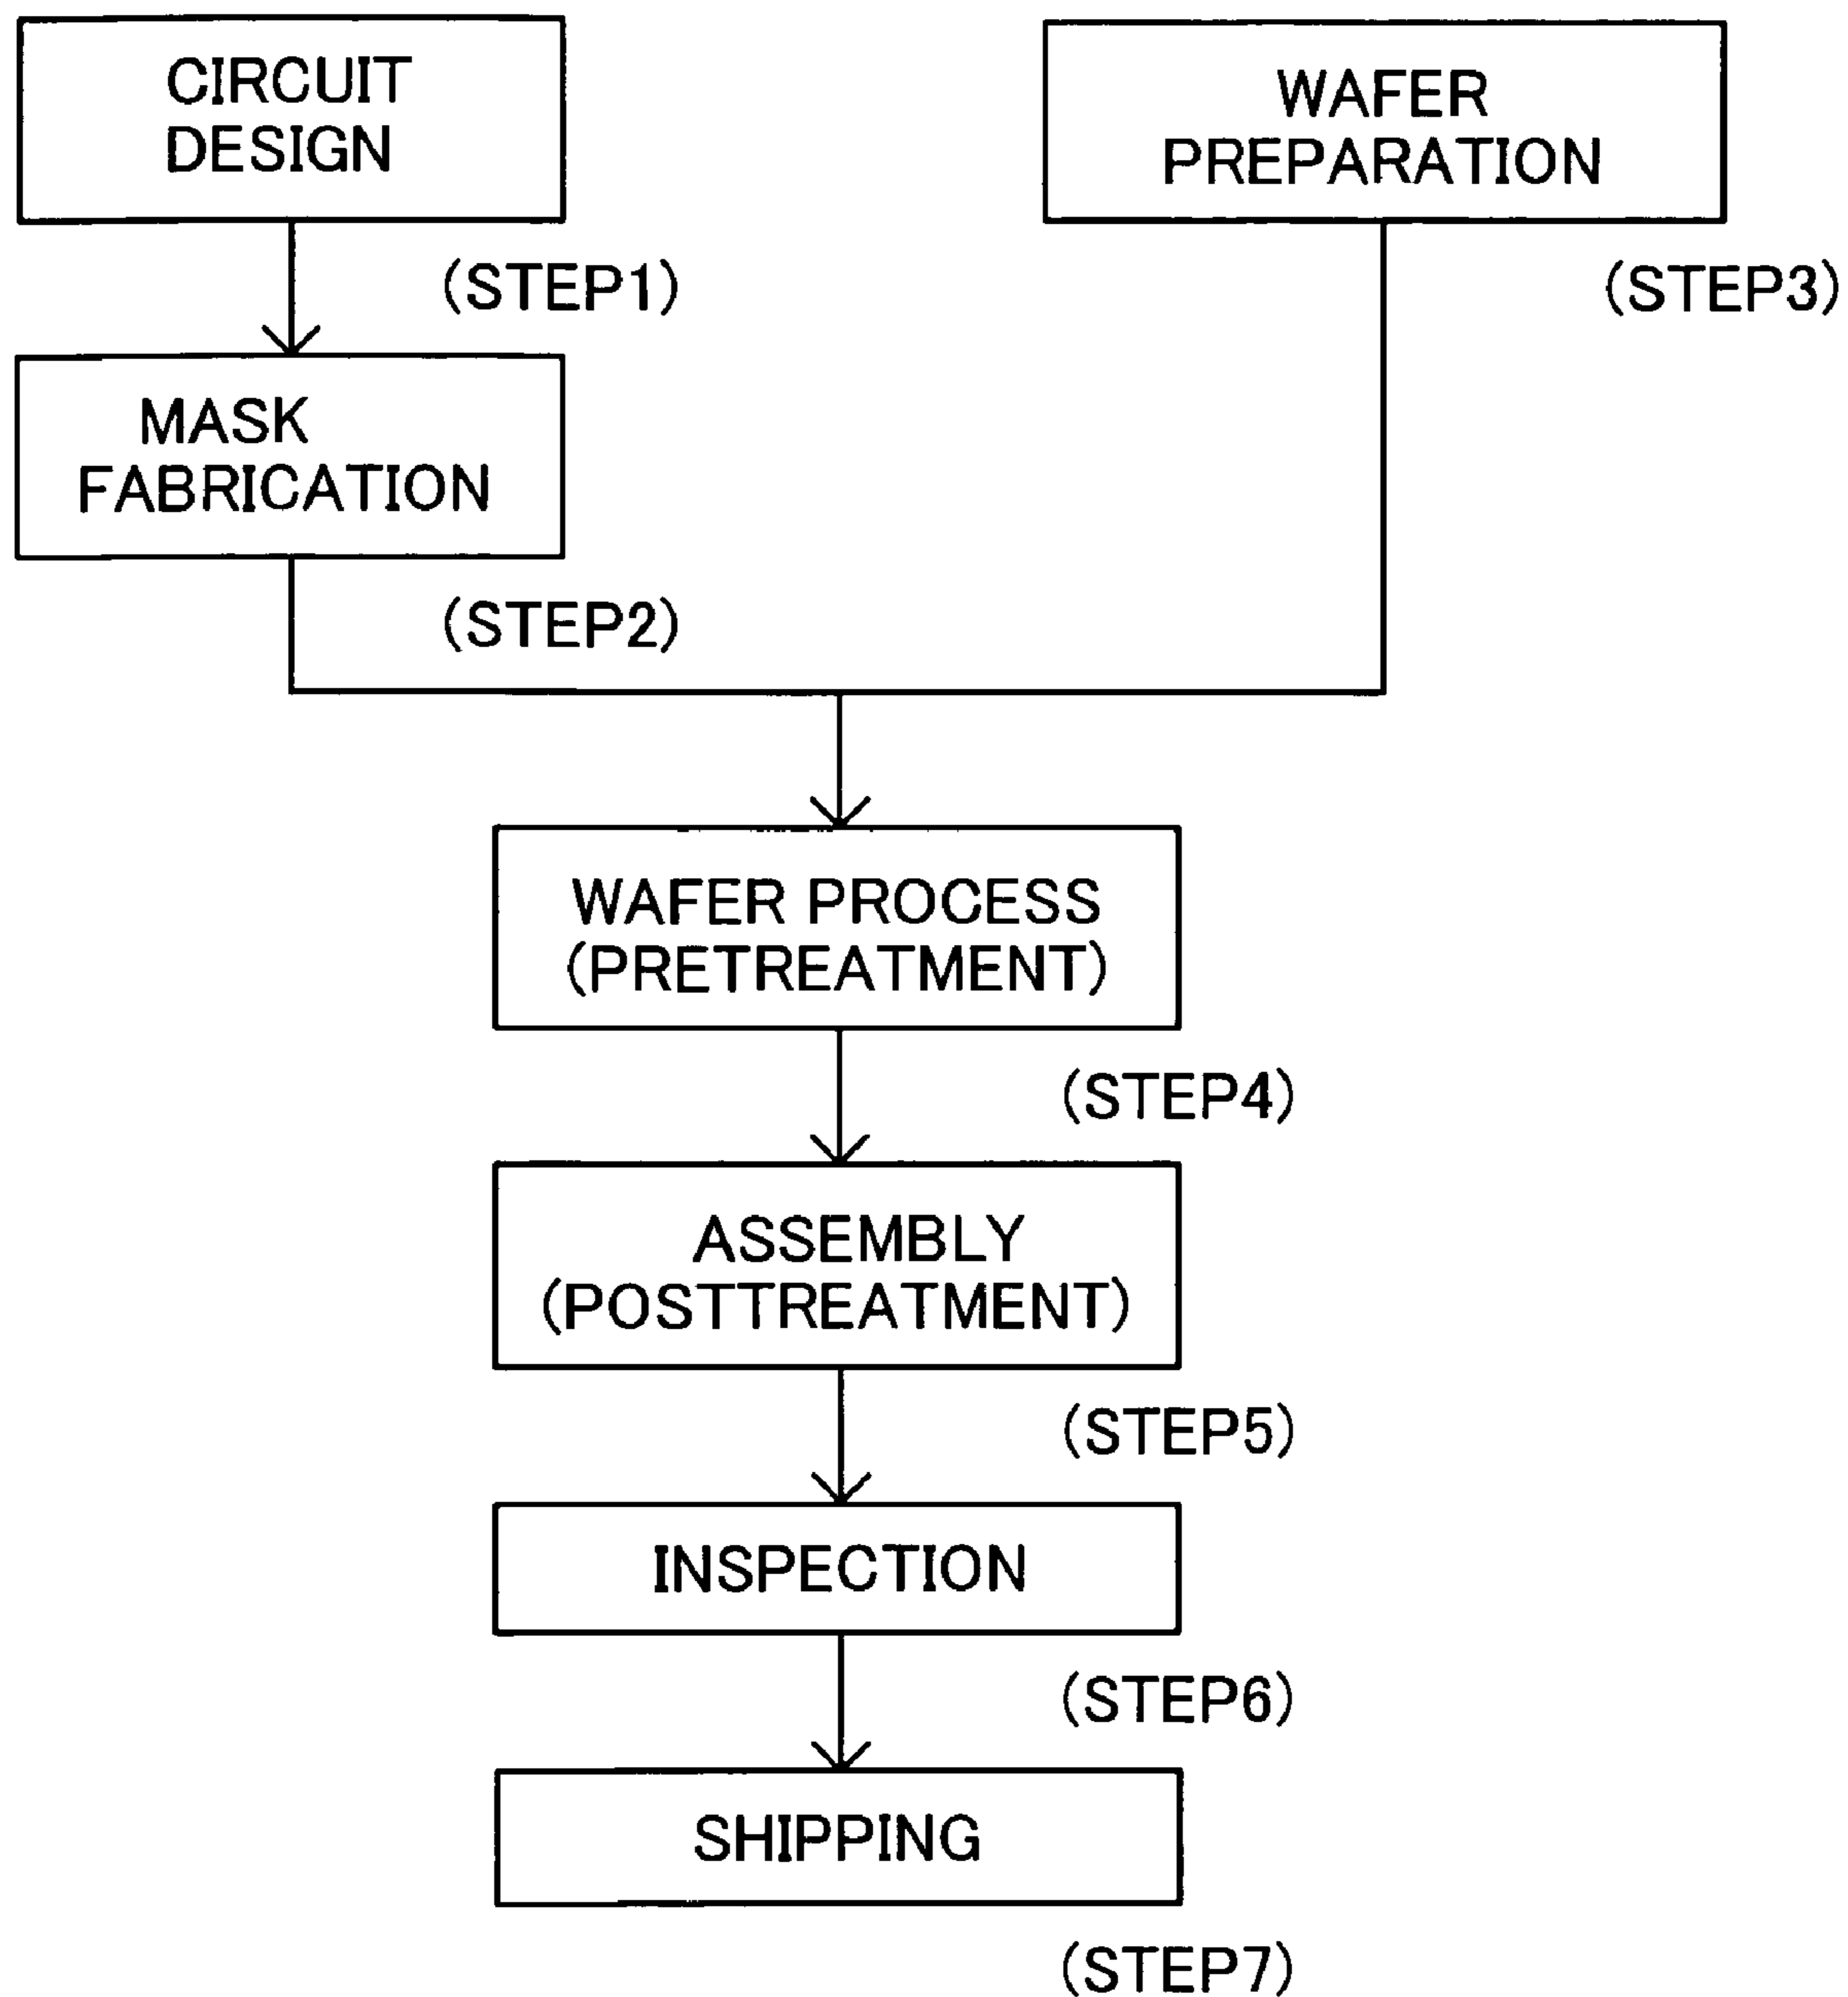 CIRCUIT
DESIGN
(STEP1)
MASK
FABRICATION
(STEP2)
WAFER
PREPARATION
(STEP3)
WAFER PROCESS
(PRETREATMENT)
(STEP4)
ASSEMBLY
(POSTTREATMENT)
(STEP5)
INSPECTION
(STEP6)
SHIPPING
(STEP7)